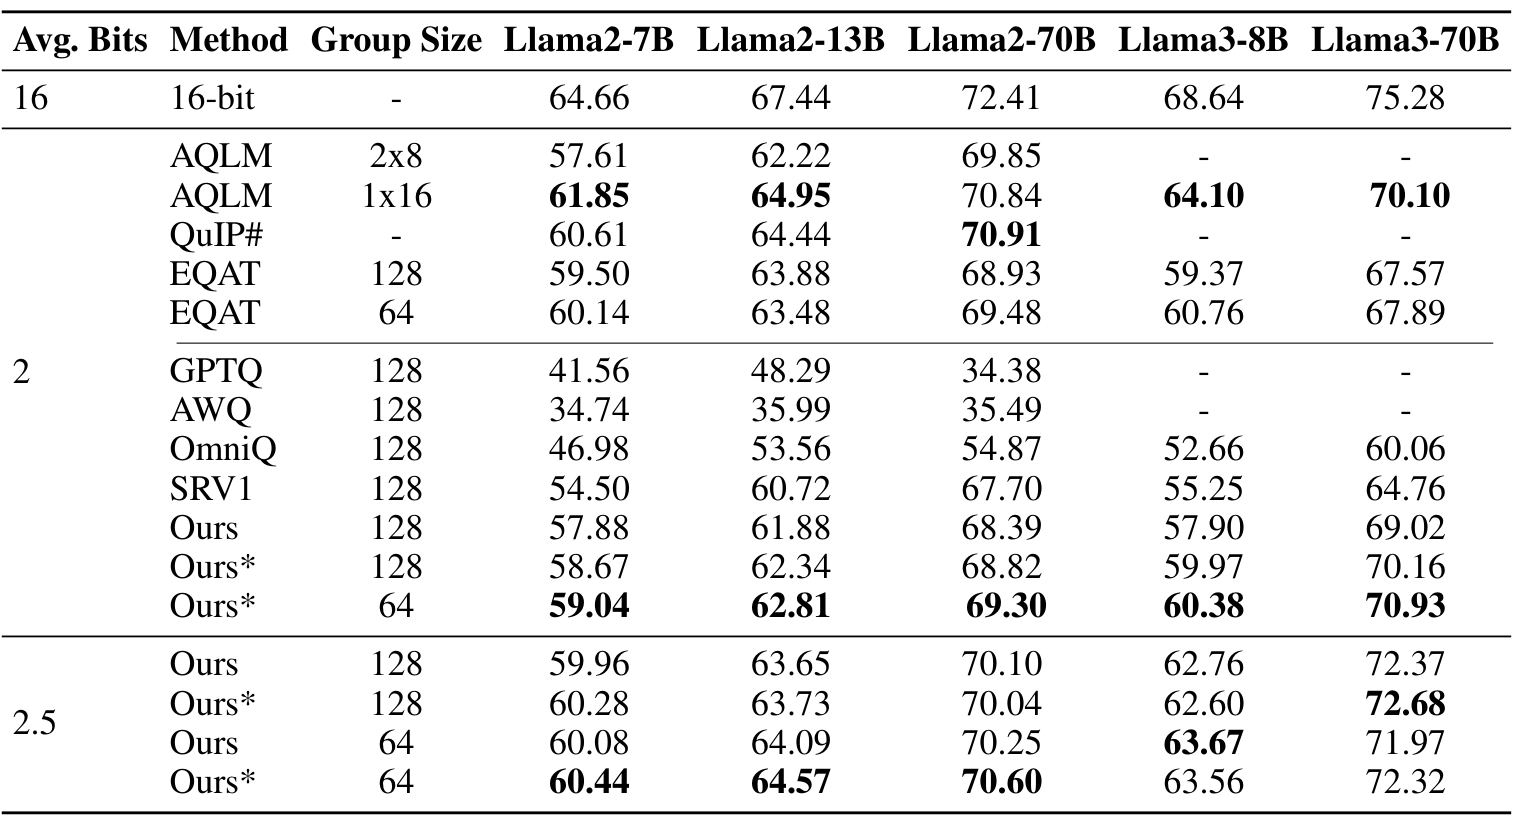 Avg. Bits Method Group Size Llama2-7B Llama2-13B Llama2-70B Llama3-8B Llama3-70B
16 16-bit - 64.66 67.44 72.41 68.64 75.28
AQLM 2x8 57.61 62.22 69.85 - -
AQLM 1x16 61.85 64.95 70.84 64.10 70.10
QuIP# - 60.61 64.44 70.91 - -
EQAT 128 59.50 63.88 68.93 59.37 67.57
EQAT 64 60.14 63.48 69.48 60.76 67.89
2 GPTQ 128 41.56 48.29 34.38 - -
AWQ 128 34.74 35.99 35.49 - -
OmniQ 128 46.98 53.56 54.87 52.66 60.06
SRV1 128 54.50 60.72 67.70 55.25 64.76
Ours 128 57.88 61.88 68.39 57.90 69.02
Ours* 128 58.67 62.34 68.82 59.97 70.16
Ours* 64 59.04 62.81 69.30 60.38 70.93
Ours 128 59.96 63.65 70.10 62.76 72.37
Ours* 128 60.28 63.73 70.04 62.60 72.68
2.5
Ours 64 60.08 64.09 70.25 63.67 71.97
Ours* 64 60.44 64.57 70.60 63.56 72.32